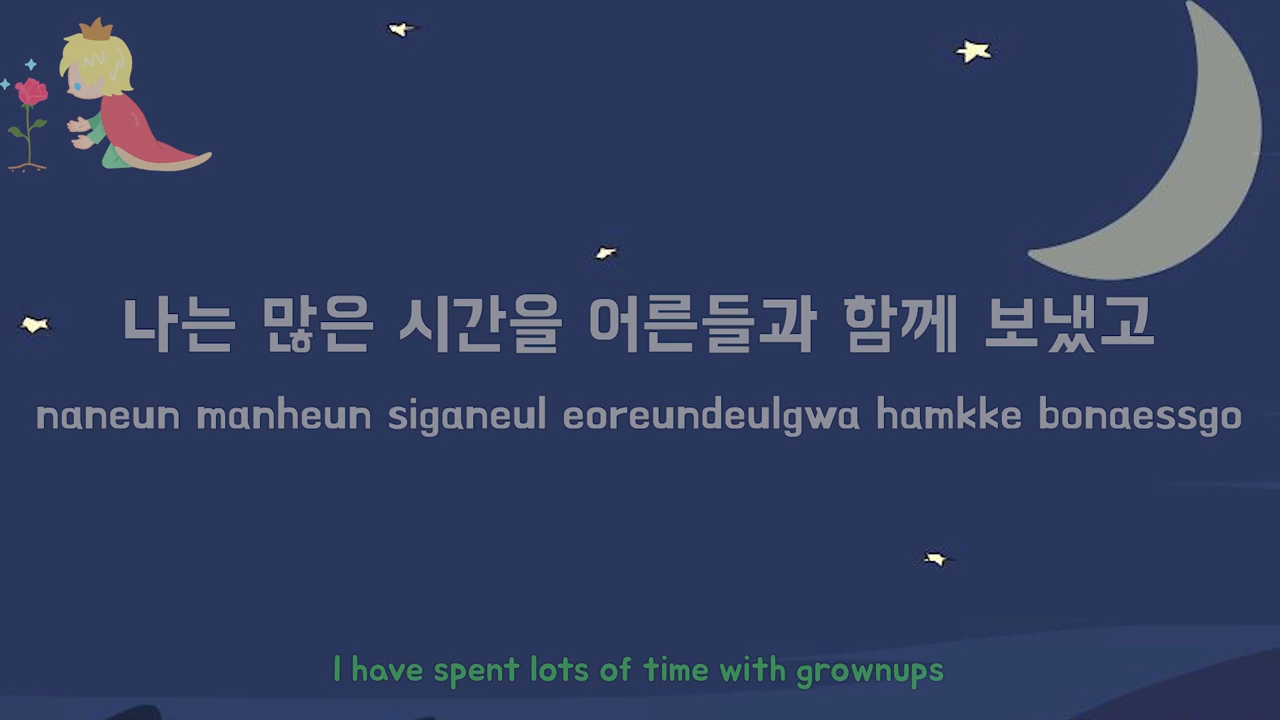 나는 많은 시간을 어른들과 함께 보냈고
naneun manheun siganeul eoreundeulgwa hamkke bonaessgo
I have spent lots of time with grownups